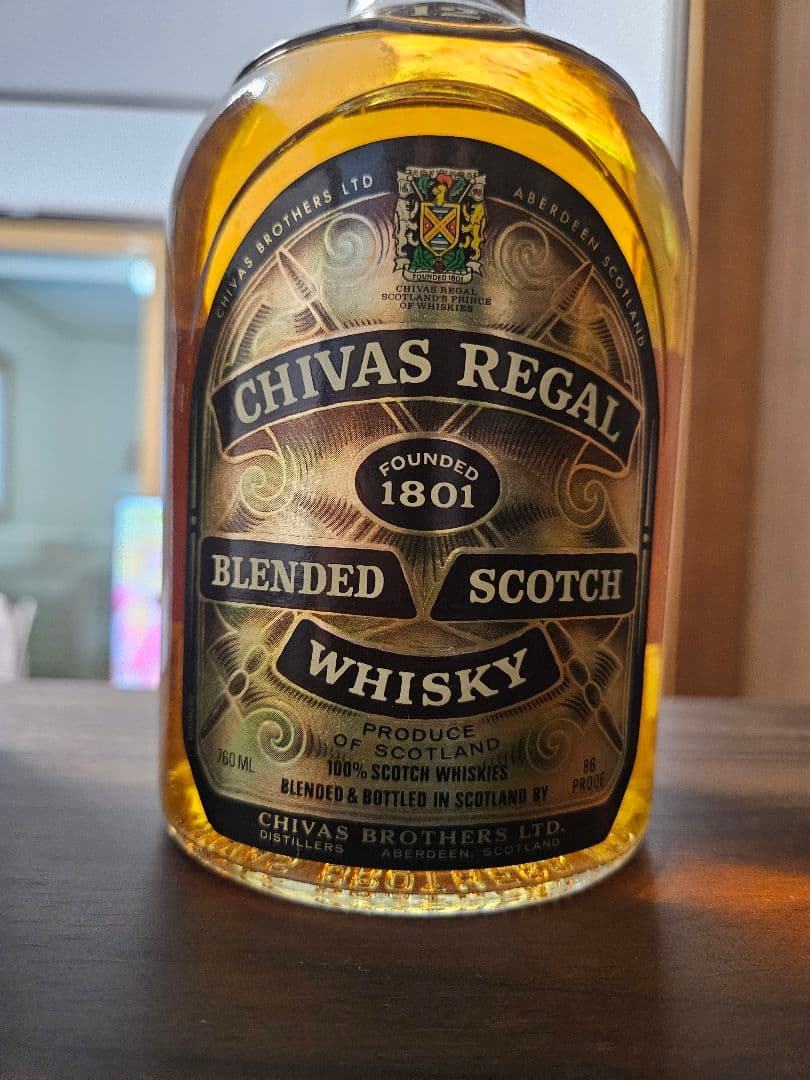 12
CHIVAS BROTHERS LTD
ABERDEEN SCOTLAND
FOUNDED 1801
CHIVAS REGAL
SCOTLAND'S PRINCE
OF WHISKIES
CHIVAS REGAL
FOUNDED
1801
BLENDED SCOTCH
WHISKY
PRODUCE
OF SCOTLAND
760 ML
100% SCOTCH WHISKIES
86
PROOF
BLENDED & BOTTLED IN SCOTLAND BY
CHIVAS BROTHERS LTD.
DISTILLERS ABERDEEN, SCOTLAND